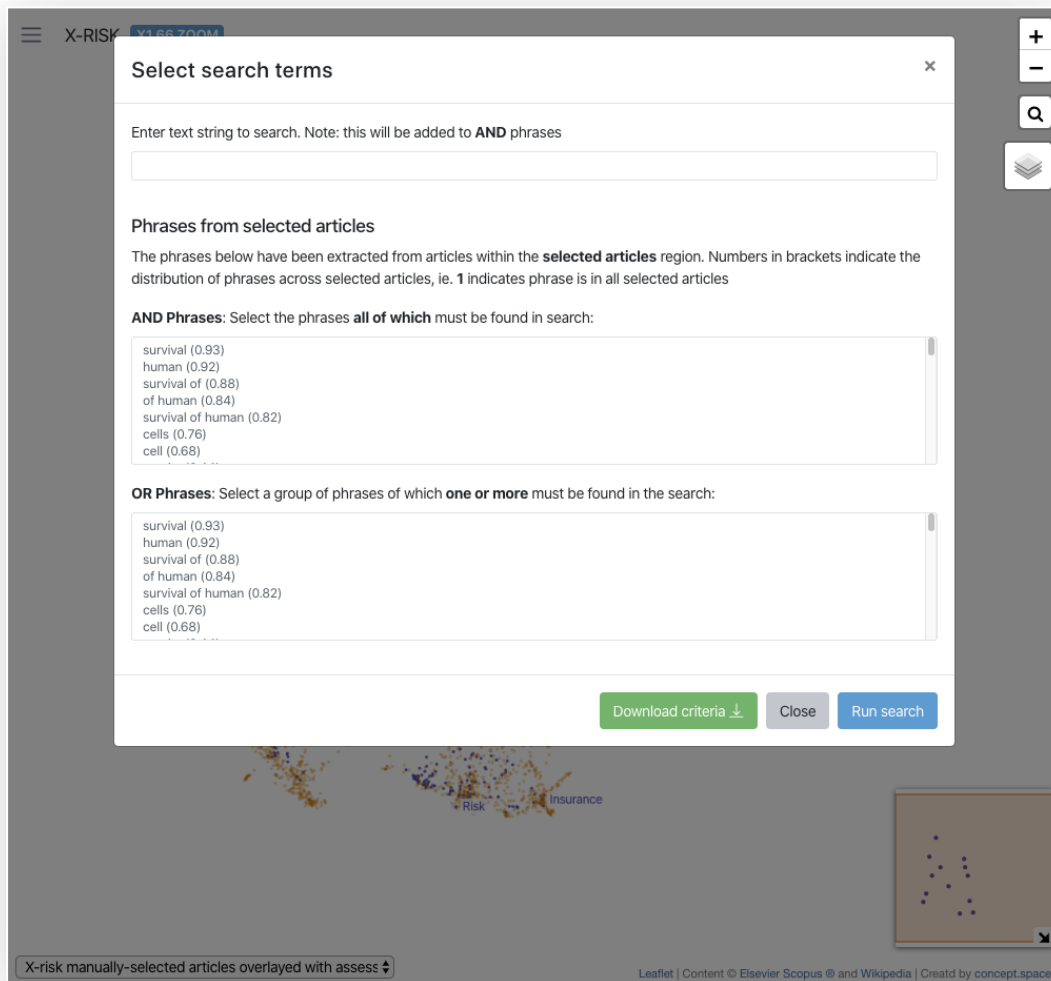 X-RISK X1.66 ZOOM
+
Select search terms ×
−
Enter text string to search. Note: this will be added to AND phrases
Phrases from selected articles
The phrases below have been extracted from articles within the selected articles region. Numbers in brackets indicate the
distribution of phrases across selected articles, ie. 1 indicates phrase is in all selected articles
AND Phrases: Select the phrases all of which must be found in search:
survival (0.93)
human (0.92)
survival of (0.88)
of human (0.84)
survival of human (0.82)
cells (0.76)
cell (0.68)
OR Phrases: Select a group of phrases of which one or more must be found in the search:
survival (0.93)
human (0.92)
survival of (0.88)
of human (0.84)
survival of human (0.82)
cells (0.76)
cell (0.68)
Download criteria Close Run search
Risk
Insurance
X-risk manually-selected articles overlayed with assess
Leaflet | Content © Elsevier Scopus ® and Wikipedia | Creatd by concept.space